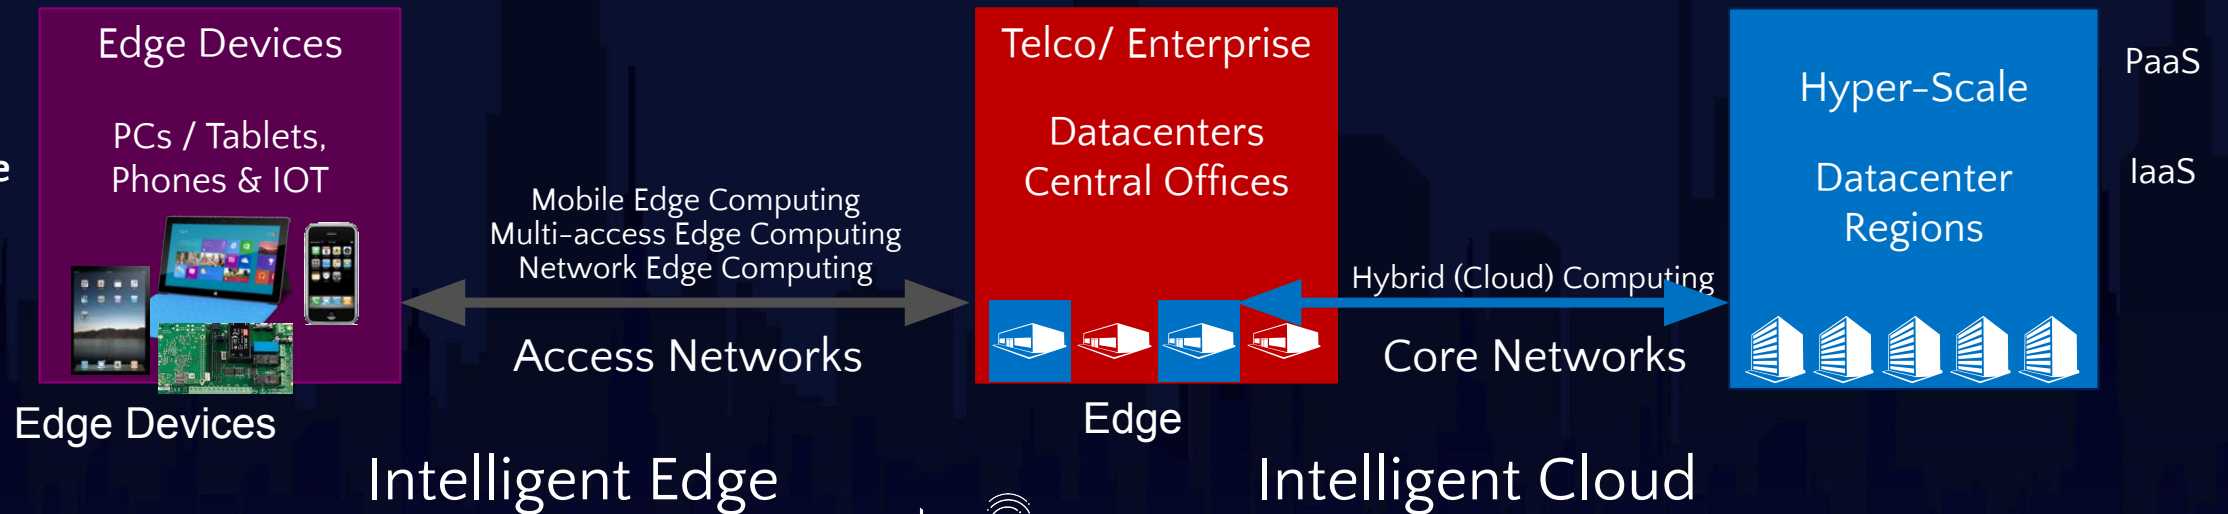 Edge Devices
PCs / Tablets,
Phones & IOT
Edge Devices
Mobile Edge Computing
Multi-access Edge Computing
Network Edge Computing
Access Networks
Intelligent Edge
Telco/ Enterprise
Datacenters
Central Offices
Edge
Hybrid (Cloud) Computing
Core Networks
Intelligent Cloud
Hyper-Scale
Datacenter
Regions
PaaS
IaaS